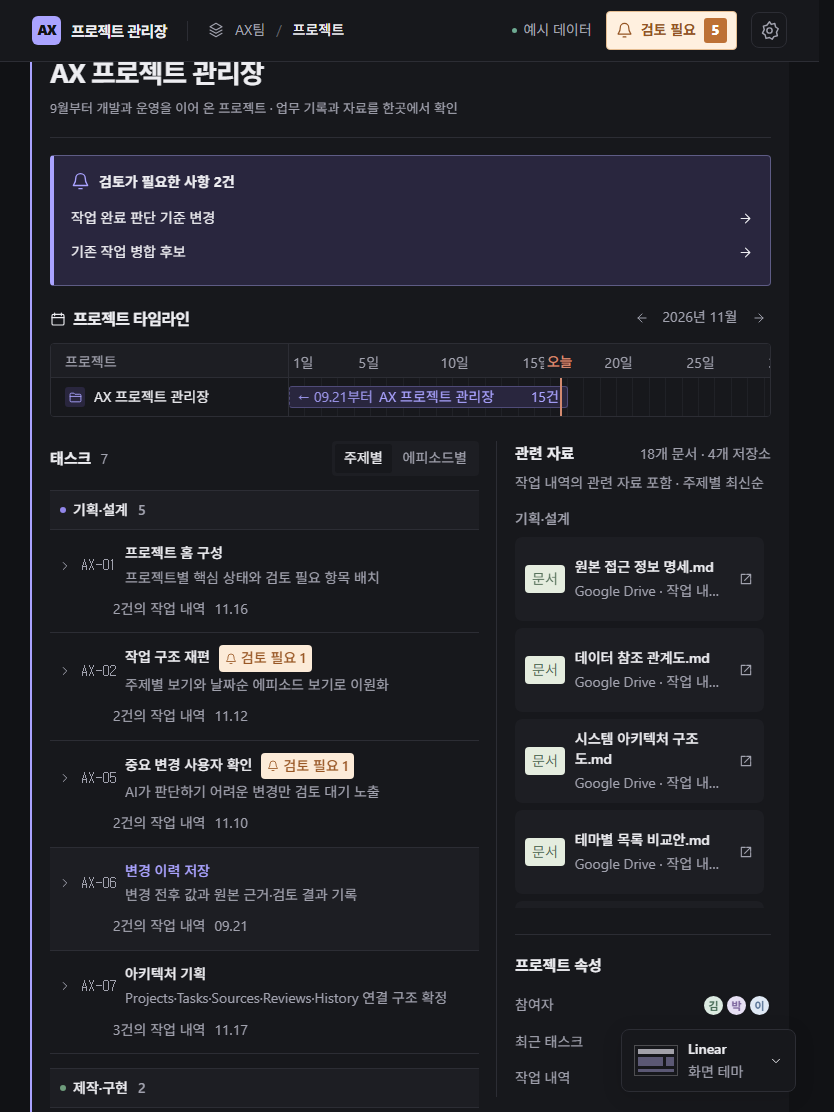 AX 프로젝트 관리장 AX팀 / 프로젝트 예시 데이터 검토 필요 5
AX 프로젝트 관리장
9월부터 개발과 운영을 이어 온 프로젝트 · 업무 기록과 자료를 한곳에서 확인
검토가 필요한 사항 2건
작업 완료 판단 기준 변경 →
기존 작업 병합 후보 →
프로젝트 타임라인 ← 2026년 11월 →
프로젝트 1일 5일 10일 15일 오늘 20일 25일
AX 프로젝트 관리장 ← 09.21부터 AX 프로젝트 관리장 15건
태스크 7 주제별 에피소드별
기획·설계 5
AX-01 프로젝트 홈 구성
프로젝트별 핵심 상태와 검토 필요 항목 배치
2건의 작업 내역 11.16
AX-02 작업 구조 재편 검토 필요 1
주제별 보기와 날짜순 에피소드 보기로 이원화
2건의 작업 내역 11.12
AX-05 중요 변경 사용자 확인 검토 필요 1
AI가 판단하기 어려운 변경만 검토 대기 노출
2건의 작업 내역 11.10
AX-06 변경 이력 저장
변경 전후 값과 원본 근거·검토 결과 기록
2건의 작업 내역 09.21
AX-07 아키텍처 기획
Projects·Tasks·Sources·Reviews·History 연결 구조 확정
3건의 작업 내역 11.17
제작·구현 2
관련 자료 18개 문서 · 4개 저장소
작업 내역의 관련 자료 포함 · 주제별 최신순
기획·설계
문서 원본 접근 정보 명세.md
Google Drive · 작업 내...
문서 데이터 참조 관계도.md
Google Drive · 작업 내...
문서 시스템 아키텍처 구조
도.md
Google Drive · 작업 내...
문서 테마별 목록 비교안.md
Google Drive · 작업 내...
프로젝트 속성
참여자 김 박 이
최근 태스크
작업 내역
Linear
화면 테마